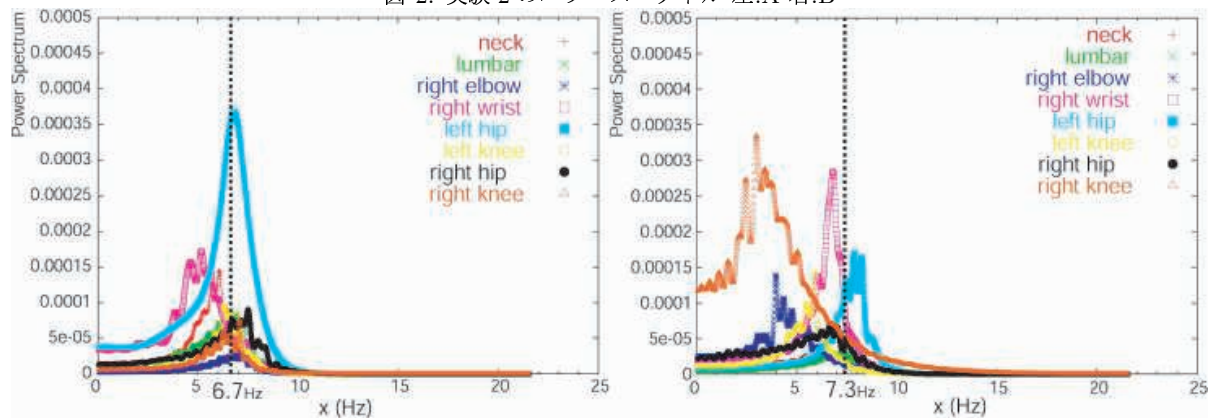 Power Spectrum
0.0005
0.00045
0.0004
0.00035
0.0003
0.00025
0.0002
0.00015
0.0001
5e-05
0
neck
lumbar
right elbow
right wrist
left hip
left knee
right hip
right knee
0 5 10 15 20 25
6.7Hz
x (Hz)
Power Spectrum
0.0005
0.00045
0.0004
0.00035
0.0003
0.00025
0.0002
0.00015
0.0001
5e-05
0
neck
lumbar
right elbow
right wrist
left hip
left knee
right hip
right knee
0 5 10 15 20 25
7.3Hz
x (Hz)